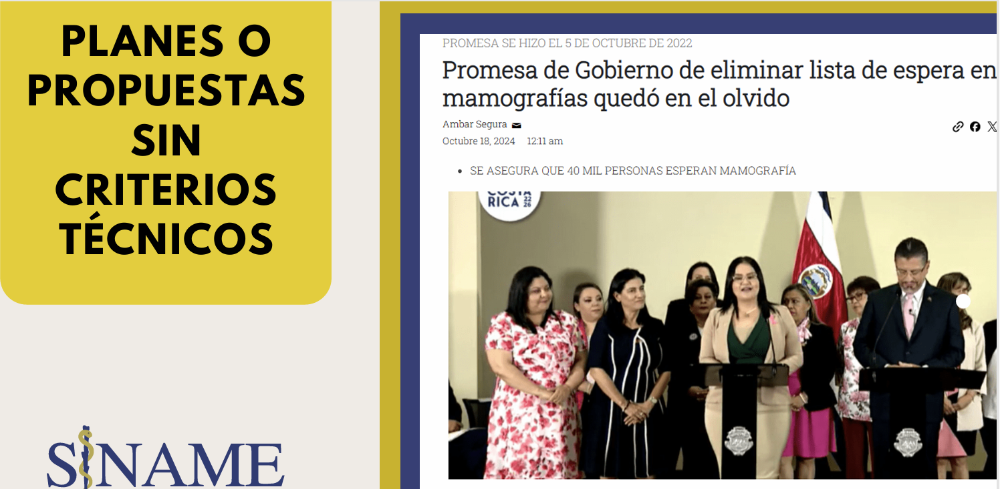 PLANES O
PROPUESTAS
SIN
CRITERIOS
TÉCNICOS
SINAME
PROMESA SE HIZO EL 5 DE OCTUBRE DE 2022
Promesa de Gobierno de eliminar lista de espera en
mamografías quedó en el olvido
Ambar Segura
Octubre 18, 2024 12:11 am
• SE ASEGURA QUE 40 MIL PERSONAS ESPERAN MAMOGRAFÍA
COSTA
RICA 22
26